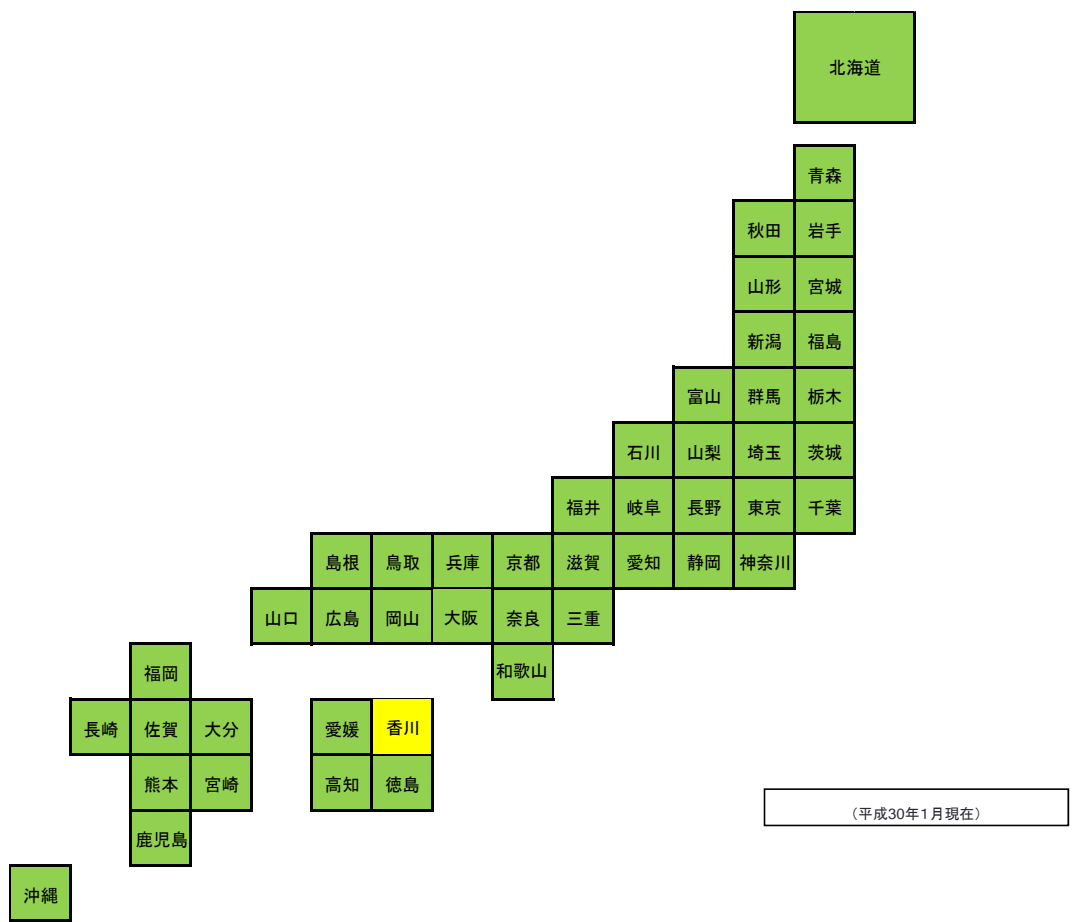 北海道
青森
秋田 岩手
山形 宮城
新潟 福島
富山 群馬 栃木
石川 山梨 埼玉 茨城
福井 岐阜 長野 東京 千葉
島根 鳥取 兵庫 京都 滋賀 愛知 静岡 神奈川
山口 広島 岡山 大阪 奈良 三重
和歌山
福岡
長崎 佐賀 大分 愛媛 香川
熊本 宮崎 高知 徳島
(平成30年1月現在)
鹿児島
沖縄